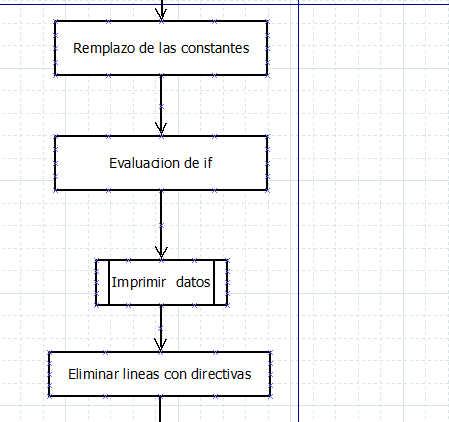 Remplazo de las constantes
Evaluacion de if
Imprimir datos
Eliminar lineas con directivas